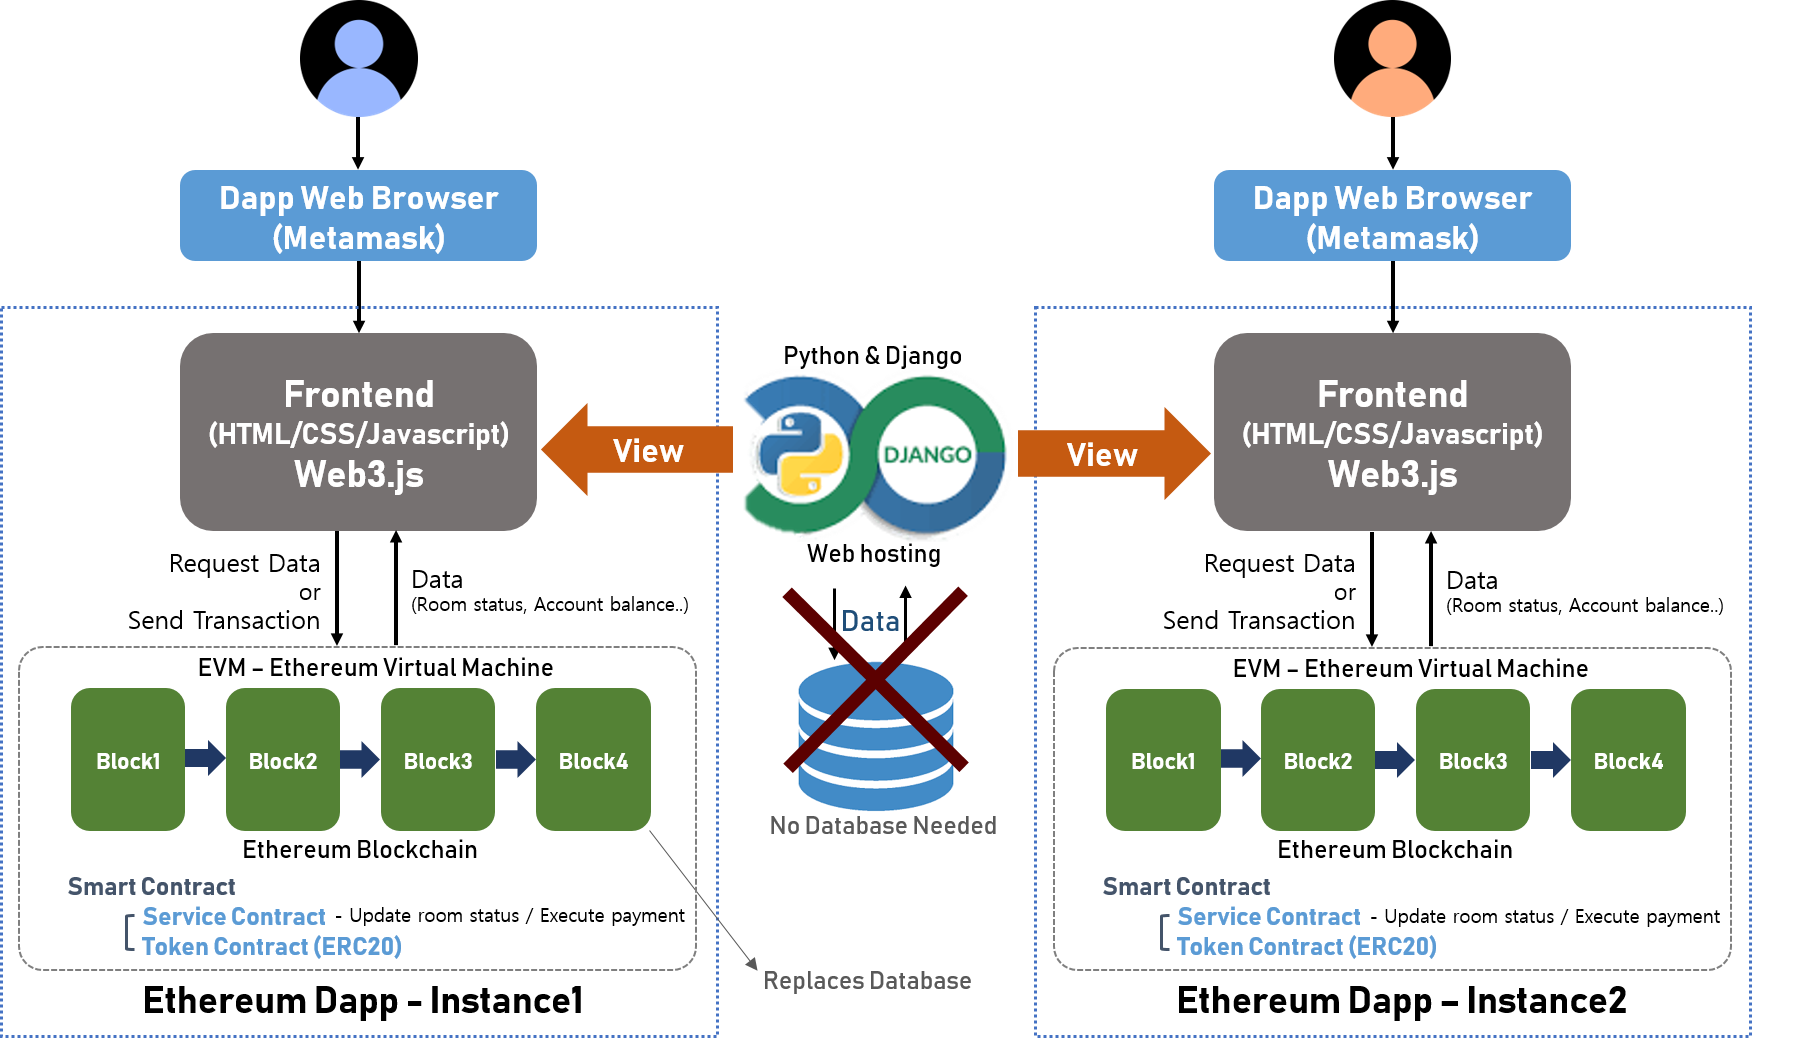 Dapp Web Browser
(Metamask)
Dapp Web Browser
(Metamask)
Frontend
(HTML/CSS/Javascript)
Web3.js
View
Python & Django
DJANGO
Web hosting
View
Frontend
(HTML/CSS/Javascript)
Web3.js
Request Data
or
Send Transaction
Data
(Room status, Account balance..)
Data
No Database Needed
Request Data
or
Send Transaction
Data
(Room status, Account balance..)
EVM – Ethereum Virtual Machine
Block1
Block2
Block3
Block4
Ethereum Blockchain
Smart Contract
Service Contract - Update room status / Execute payment
Token Contract (ERC20)
Ethereum Dapp - Instance1
Replaces Database
EVM – Ethereum Virtual Machine
Block1
Block2
Block3
Block4
Ethereum Blockchain
Smart Contract
Service Contract - Update room status / Execute payment
Token Contract (ERC20)
Ethereum Dapp – Instance2